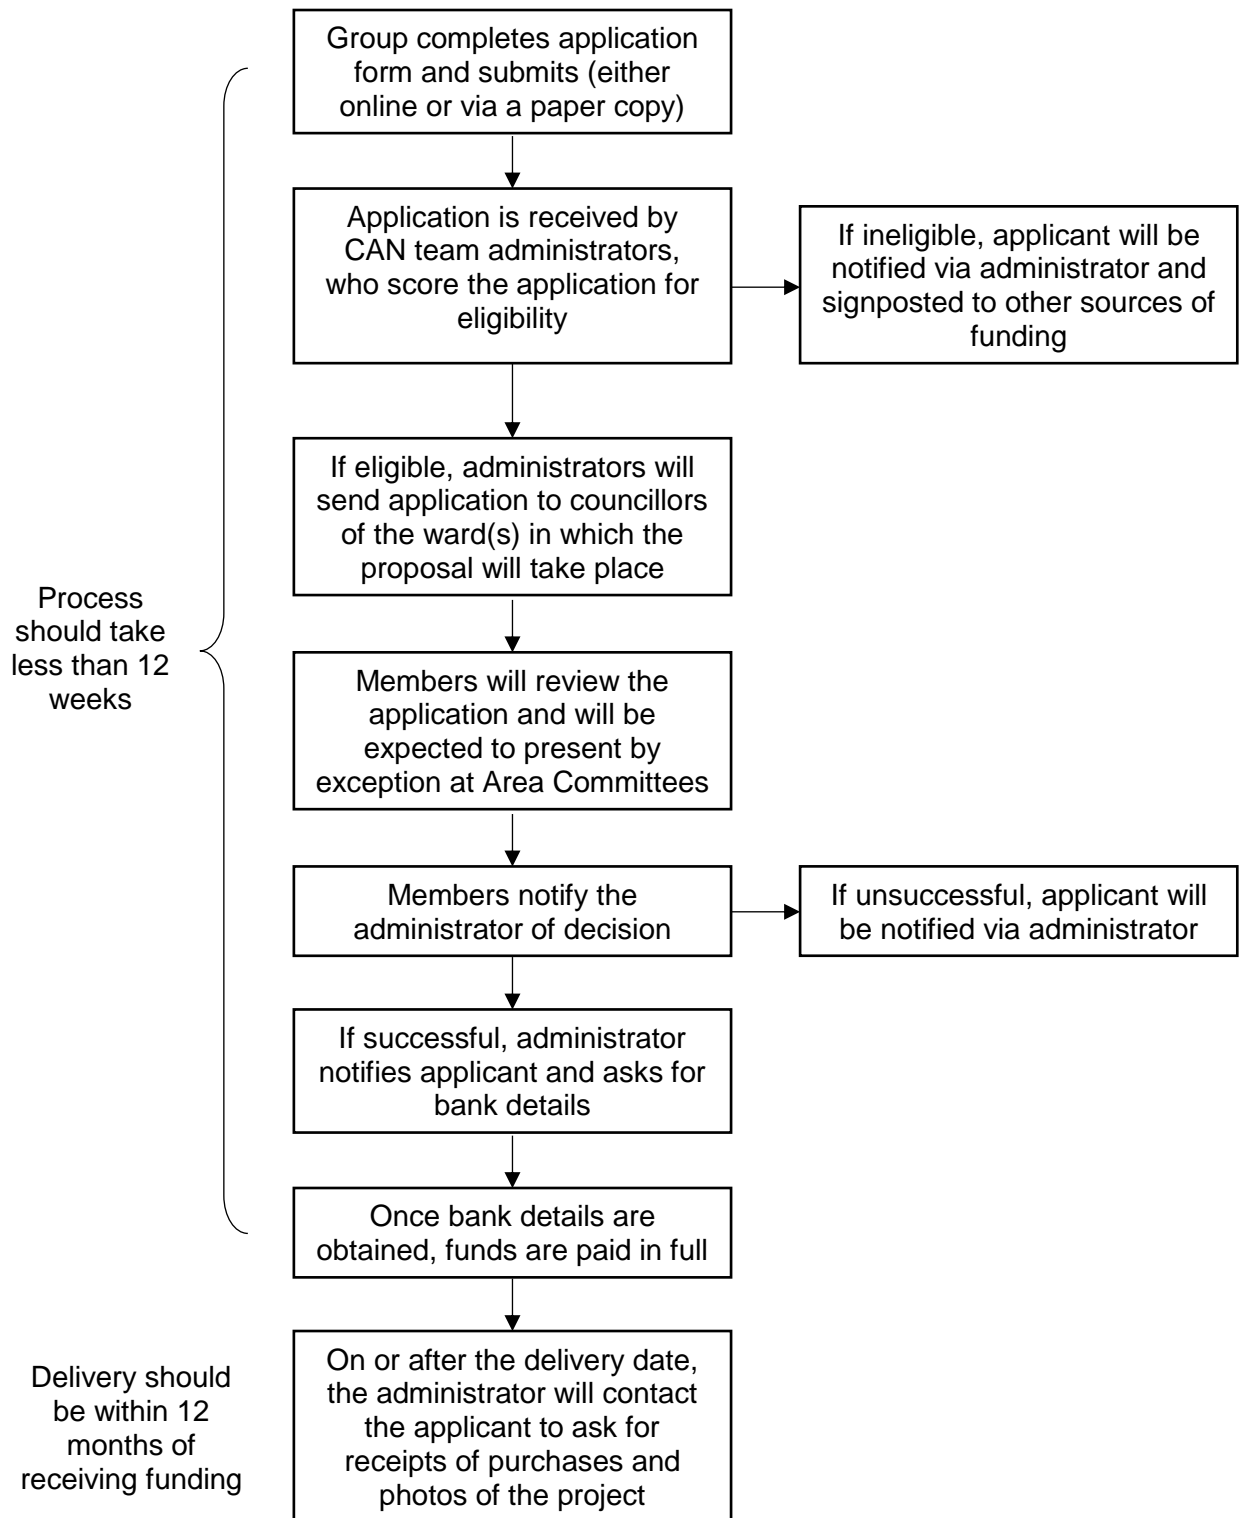 Group completes application
form and submits (either
online or via a paper copy)
Application is received by
CAN team administrators,
who score the application for
eligibility
If ineligible, applicant will be
notified via administrator and
signposted to other sources of
funding
If eligible, administrators will
send application to councillors
of the ward(s) in which the
proposal will take place
Process
should take
less than 12
weeks
Members will review the
application and will be
expected to present by
exception at Area Committees
Members notify the
administrator of decision
If unsuccessful, applicant will
be notified via administrator
If successful, administrator
notifies applicant and asks for
bank details
Once bank details are
obtained, funds are paid in full
Delivery should
be within 12
months of
receiving funding
On or after the delivery date,
the administrator will contact
the applicant to ask for
receipts of purchases and
photos of the project